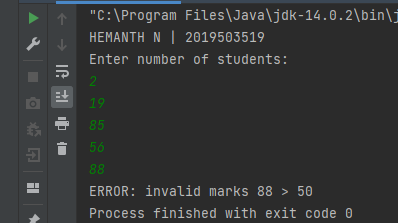 "C:\Program Files\Java\jdk-14.0.2\bin\j
HEMANTH N | 2019503519
Enter number of students:
2
19
85
56
88
ERROR: invalid marks 88 > 50
Process finished with exit code 0